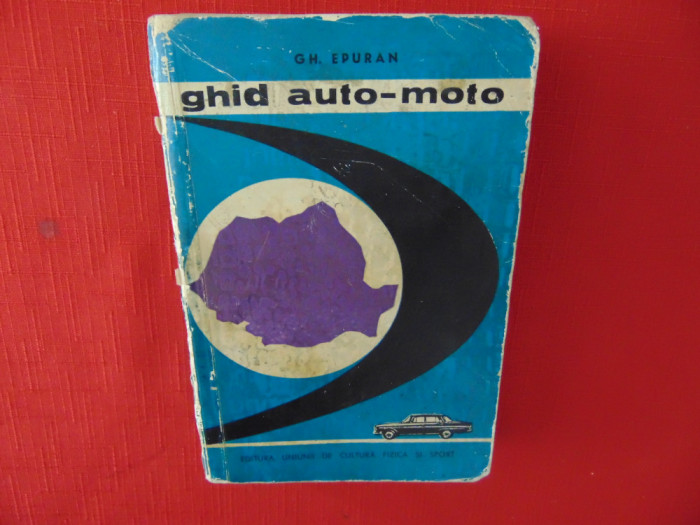 GH. EPURAN
ghid auto-moto
EDITURA UNIUNII DE CULTURĂ FIZICĂ ȘI SPORT